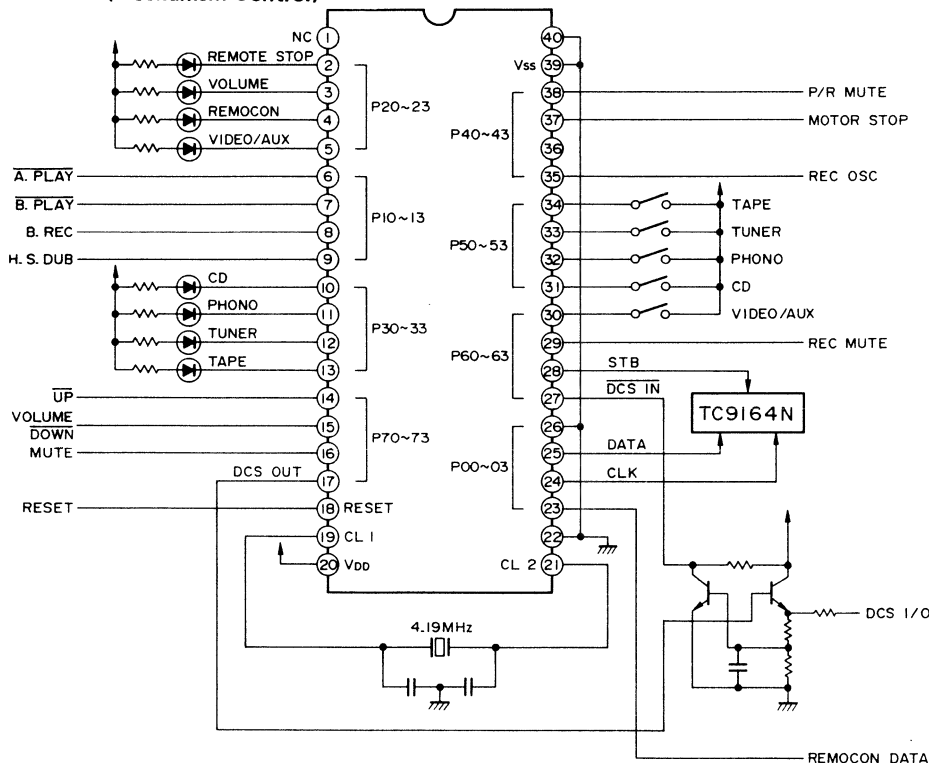 NC 1
REMOTE STOP 2
VOLUME 3
REMOCON 4
VIDEO/AUX 5
P20~23
A. PLAY 6
B. PLAY 7
B. REC 8
H. S. DUB 9
P10~13
CD 10
PHONO 11
TUNER 12
TAPE 13
P30~33
UP 14
VOLUME 15
DOWN
MUTE 16
DCS OUT 17
P70~73
RESET 18 RESET
19 CL 1
20 VDD
40
Vss 39
38 P/R MUTE
37 MOTOR STOP
36
35 REC OSC
P40~43
34 TAPE
33 TUNER
32 PHONO
31 CD
P50~53
30 VIDEO/AUX
29 REC MUTE
28 STB
27 DCS IN
P60~63
TC9164N
26
25 DATA
24 CLK
23
P00~03
22
CL 2 21
4.19MHz
DCS I/O
REMOCON DATA